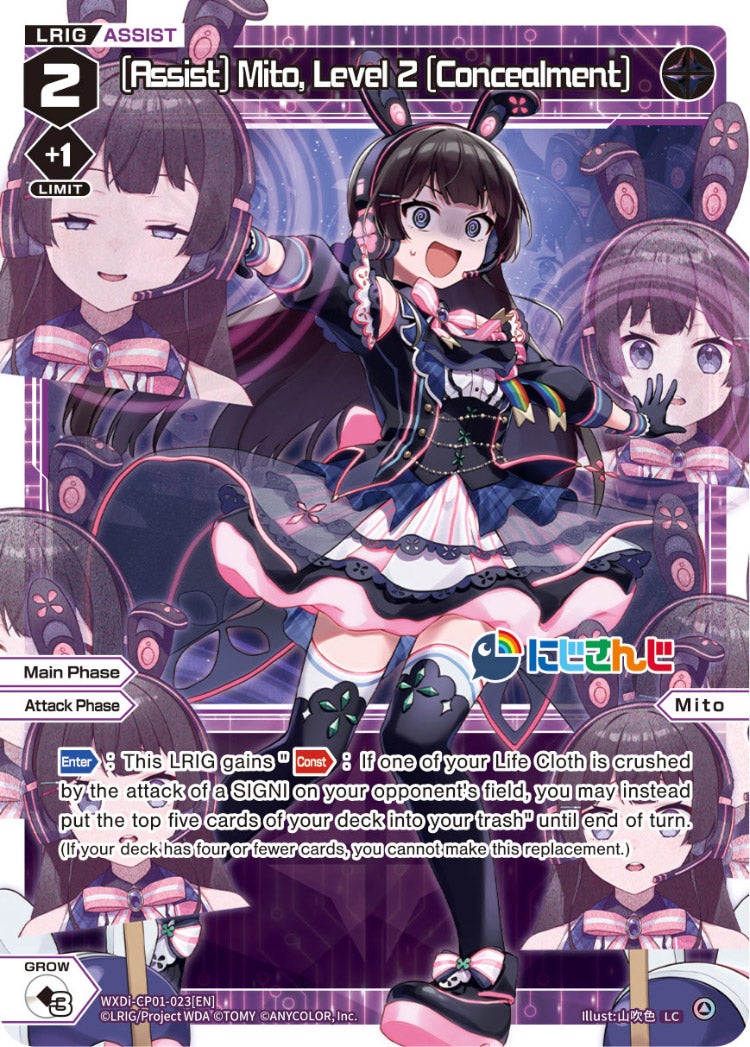 LRIG ASSIST
2
[Assist] Mito, Level 2 [Concealment]
+1
LIMIT
にじさんじ
Main Phase
Attack Phase
Mito
Enter : This LRIG gains " Const : If one of your Life Cloth is crushed
by the attack of a SIGNI on your opponent's field, you may instead
put the top five cards of your deck into your trash" until end of turn.
(If your deck has four or fewer cards, you cannot make this replacement.)
GROW
3
WXDi-CP01-023[EN]
©LRIG/Project WDA ©TOMY ©ANYCOLOR, Inc.
Illust:山吹色 LC